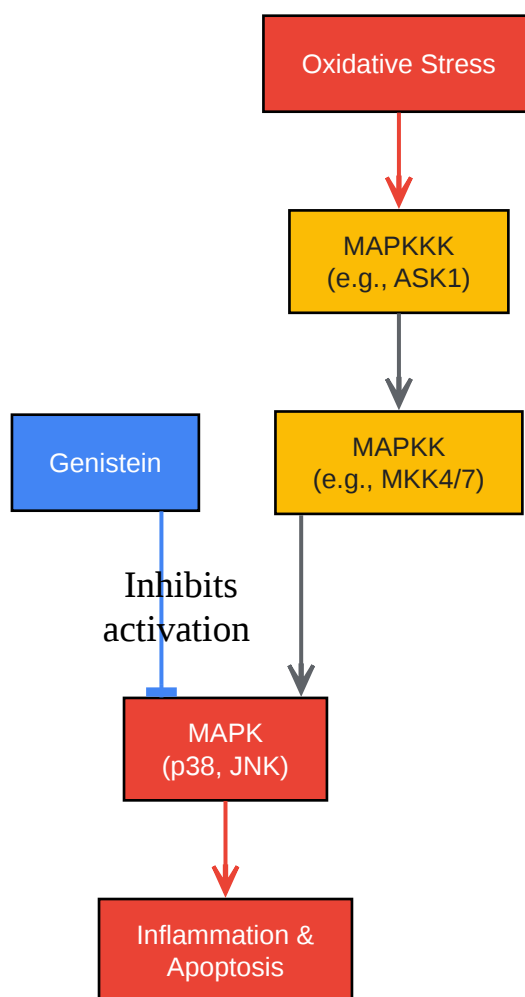 Oxidative Stress
MAPKKK
(e.g., ASK1)
MAPKK
(e.g., MKK4/7)
Genistein
Inhibits
activation
MAPK
(p38, JNK)
Inflammation &
Apoptosis